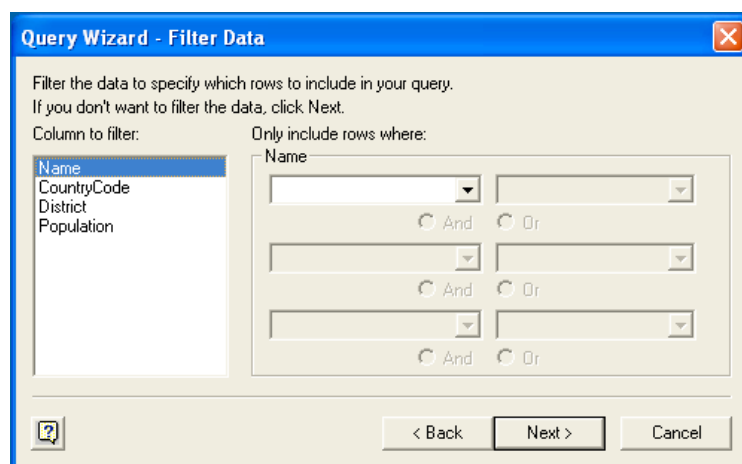 Query Wizard - Filter Data
Filter the data to specify which rows to include in your query.
If you don't want to filter the data, click Next.
Column to filter:
Only include rows where:
Name
CountryCode
District
Population
Name
And Or
And Or
And Or
< Back Next > Cancel